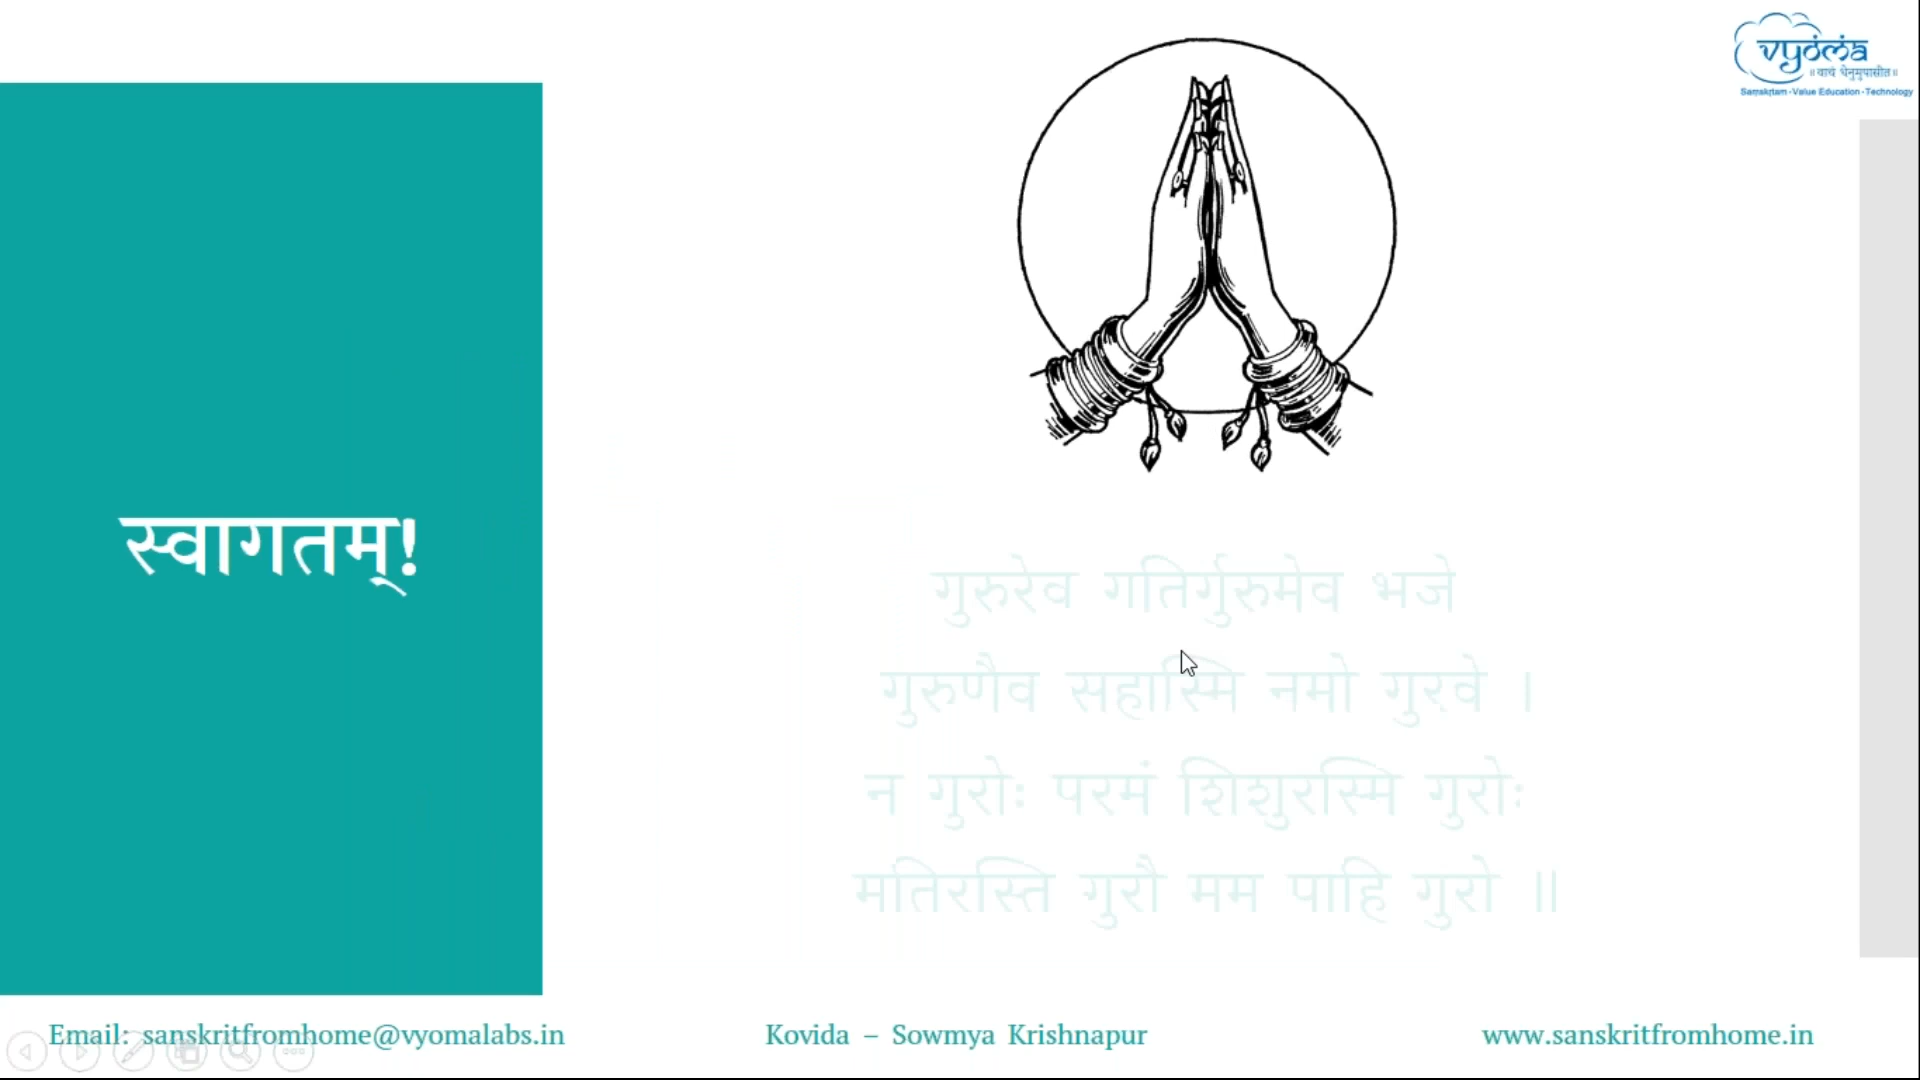 vyoma
॥ वाचं धेनुमुपासीत॥
Saṃskṛtam - Value Education - Technology
स्वागतम्!
गुरुरेव गतिर्गुरुमेव भजे
गुरुणैव सहास्मि नमो गुरवे ।
न गुरोः परमं शिशुरस्मि गुरोः
मतिरस्ति गुरौ मम पाहि गुरो ॥
Email: sanskritfromhome@vyomalabs.in
Kovida – Sowmya Krishnapur
www.sanskritfromhome.in